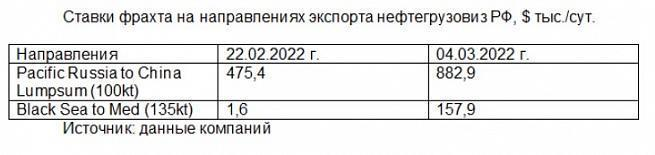 Ставки фрахта на направлениях экспорта нефтегрузовиз РФ, $ тыс./сут.
Направления 22.02.2022 г. 04.03.2022 г.
Pacific Russia to China 475,4 882,9
Lumpsum (100kt)
Black Sea to Med (135kt) 1,6 157,9
Источник: данные компаний